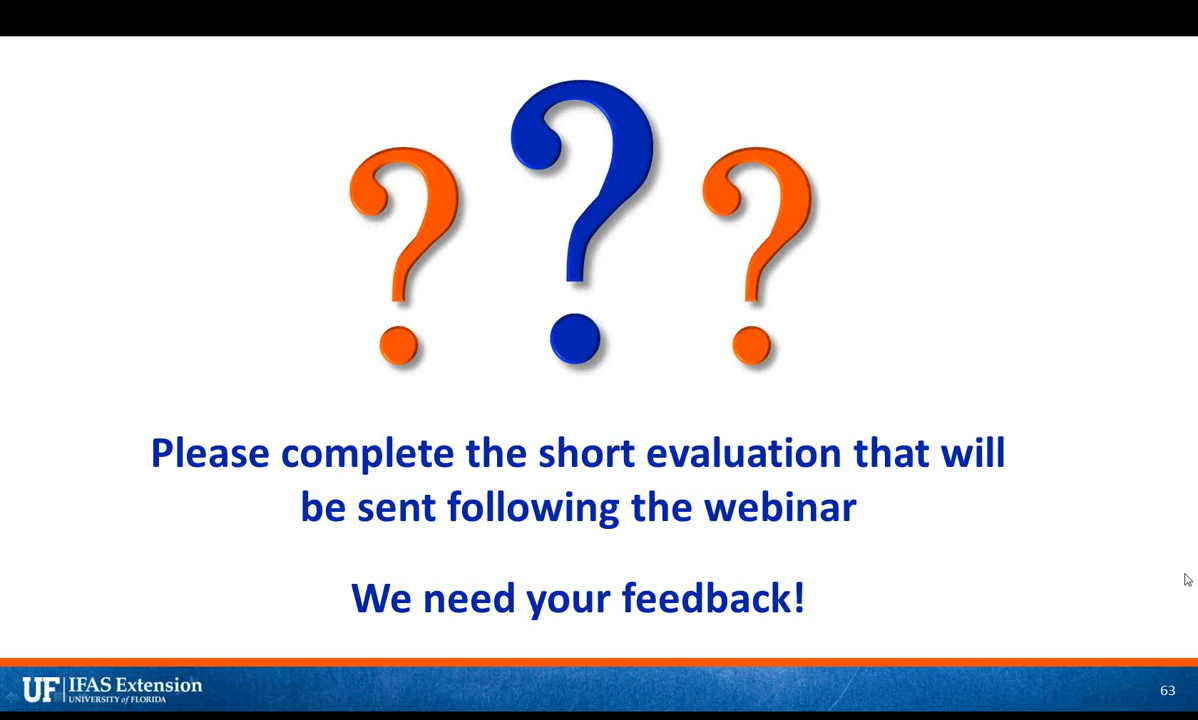 ? ? ?
Please complete the short evaluation that will
be sent following the webinar
We need your feedback!
UF IFAS Extension
UNIVERSITY of FLORIDA
63